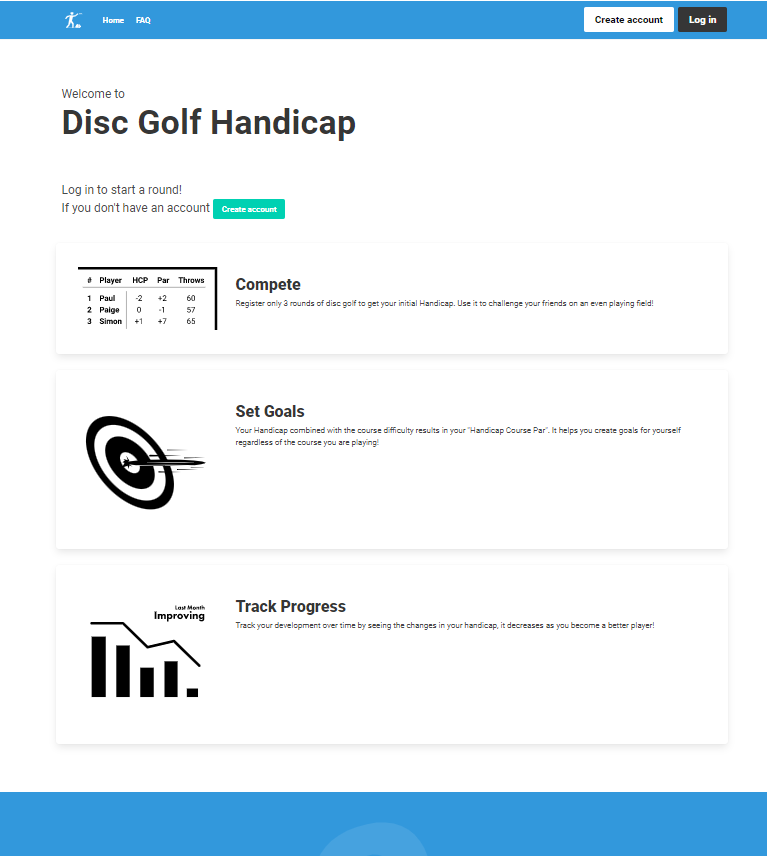 Home FAQ Create account Log in
Welcome to
Disc Golf Handicap
Log in to start a round!
If you don't have an account Create account
# Player HCP Par Throws
1 Paul -2 +2 60
2 Paige 0 -1 57
3 Simon +1 +7 65
Compete
Register only 3 rounds of disc golf to get your initial Handicap. Use it to challenge your friends on an even playing field!
Set Goals
Your Handicap combined with the course difficulty results in your "Handicap Course Par". It helps you create goals for yourself
regardless of the course you are playing!
Last Month
Improving
Track Progress
Track your development over time by seeing the changes in your handicap, it decreases as you become a better player!